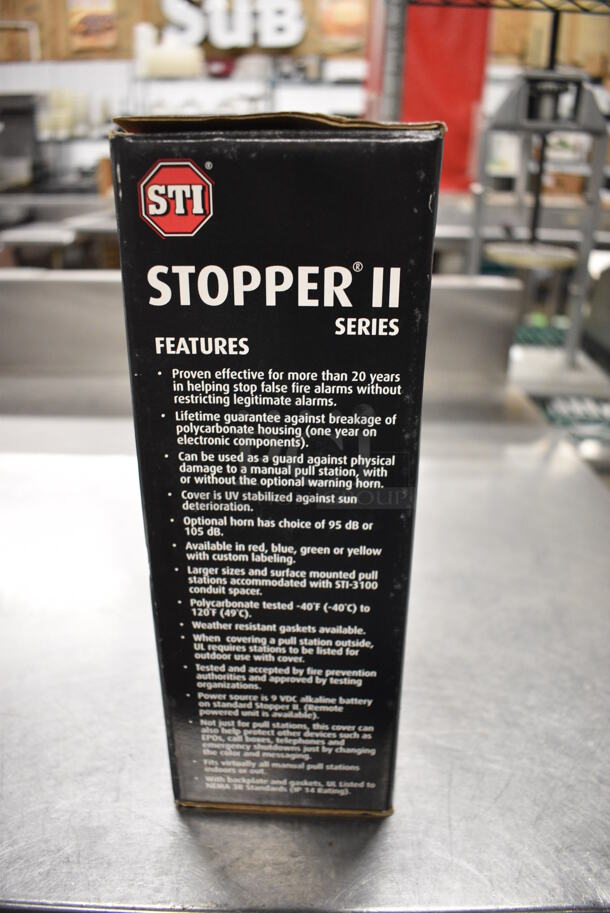 SUB
STI®
STOPPER® II
SERIES
FEATURES
• Proven effective for more than 20 years
in helping stop false fire alarms without
restricting legitimate alarms.
• Lifetime guarantee against breakage of
polycarbonate housing (one year on
electronic components).
• Can be used as a guard against physical
damage to a manual pull station, with
or without the optional warning horn.
• Cover is UV stabilized against sun
deterioration.
• Optional horn has choice of 95 dB or
105 dB.
• Available in red, blue, green or yellow
with custom labeling.
• Larger sizes and surface mounted pull
stations accommodated with STI-3100
conduit spacer.
• Polycarbonate tested -40°F (-40°C) to
120°F (49°C).
• Weather resistant gaskets available.
• When covering a pull station outside,
UL requires stations to be listed for
outdoor use with cover.
• Tested and accepted by fire prevention
authorities and approved by testing
organizations.
• Power source is 9 VDC alkaline battery
on standard Stopper II. (Remote
powered unit is available).
• Not just for pull stations, this cover can
also help protect other devices such as
EPOs, call boxes, telephones and
emergency shutdowns just by changing
the color and messaging.
• Fits virtually all manual pull stations
indoors or out.
• With backplate and gaskets, UL Listed to
NEMA 3R Standards (IP 14 Rating).